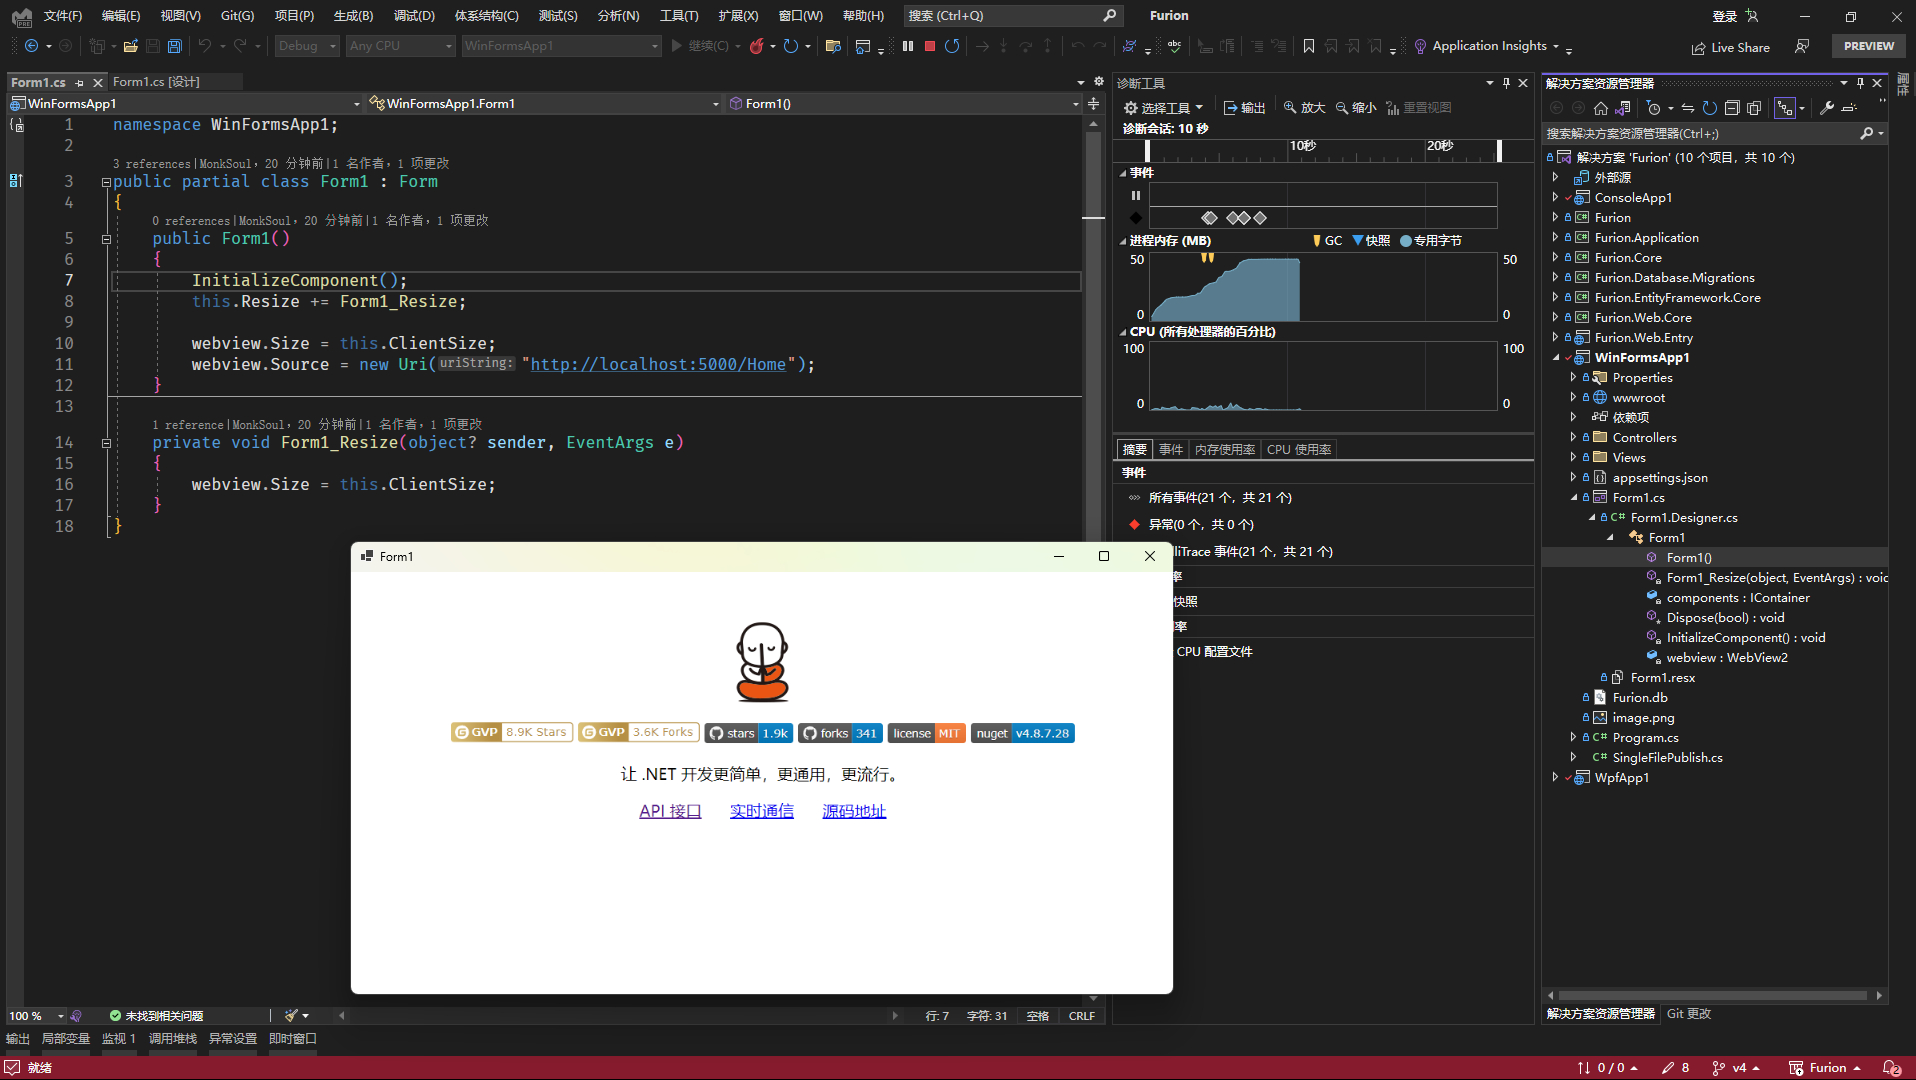 文件(F) 编辑(E) 视图(V) Git(G) 项目(P) 生成(B) 调试(D) 体系结构(C) 测试(S) 分析(N) 工具(T) 扩展(X) 窗口(W) 帮助(H) 搜索 (Ctrl+Q) Furion 登录
Debug Any CPU WinFormsApp1 继续(C) Application Insights Live Share PREVIEW
Form1.cs Form1.cs [设计]
WinFormsApp1 WinFormsApp1.Form1 Form1()
1 namespace WinFormsApp1;
2
3 references|MonkSoul，20 分钟前|1 名作者，1 项更改
3 public partial class Form1 : Form
4 {
0 references|MonkSoul，20 分钟前|1 名作者，1 项更改
5 public Form1()
6 {
7 InitializeComponent();
8 this.Resize += Form1_Resize;
9
10 webview.Size = this.ClientSize;
11 webview.Source = new Uri(uriString: "http://localhost:5000/Home");
12 }
13
1 reference|MonkSoul，20 分钟前|1 名作者，1 项更改
14 private void Form1_Resize(object? sender, EventArgs e)
15 {
16 webview.Size = this.ClientSize;
17 }
18 }
Form1
GVP 8.9K Stars GVP 3.6K Forks stars 1.9k forks 341 license MIT nuget v4.8.7.28
让 .NET 开发更简单，更通用，更流行。
API 接口 实时通信 源码地址
诊断工具
选择工具 输出 放大 缩小 重置视图
诊断会话: 10 秒
10秒 20秒
事件
进程内存 (MB) GC 快照 专用字节
50 50
0 0
CPU (所有处理器的百分比)
100 100
0 0
摘要 事件 内存使用率 CPU 使用率
事件
所有事件(21 个，共 21 个)
异常(0 个，共 0 个)
lliTrace 事件(21 个，共 21 个)
率
快照
率
CPU 配置文件
解决方案资源管理器
搜索解决方案资源管理器(Ctrl+;)
解决方案 'Furion' (10 个项目，共 10 个)
外部源
ConsoleApp1
Furion
Furion.Application
Furion.Core
Furion.Database.Migrations
Furion.EntityFramework.Core
Furion.Web.Core
Furion.Web.Entry
WinFormsApp1
Properties
wwwroot
依赖项
Controllers
Views
appsettings.json
Form1.cs
Form1.Designer.cs
Form1
Form1()
Form1_Resize(object, EventArgs) : voic
components : IContainer
Dispose(bool) : void
InitializeComponent() : void
webview : WebView2
Form1.resx
Furion.db
image.png
Program.cs
SingleFilePublish.cs
WpfApp1
解决方案资源管理器 Git 更改
属性
100 % 未找到相关问题 行: 7 字符: 31 空格 CRLF
输出 局部变量 监视 1 调用堆栈 异常设置 即时窗口
就绪 0 / 0 8 v4 Furion 2